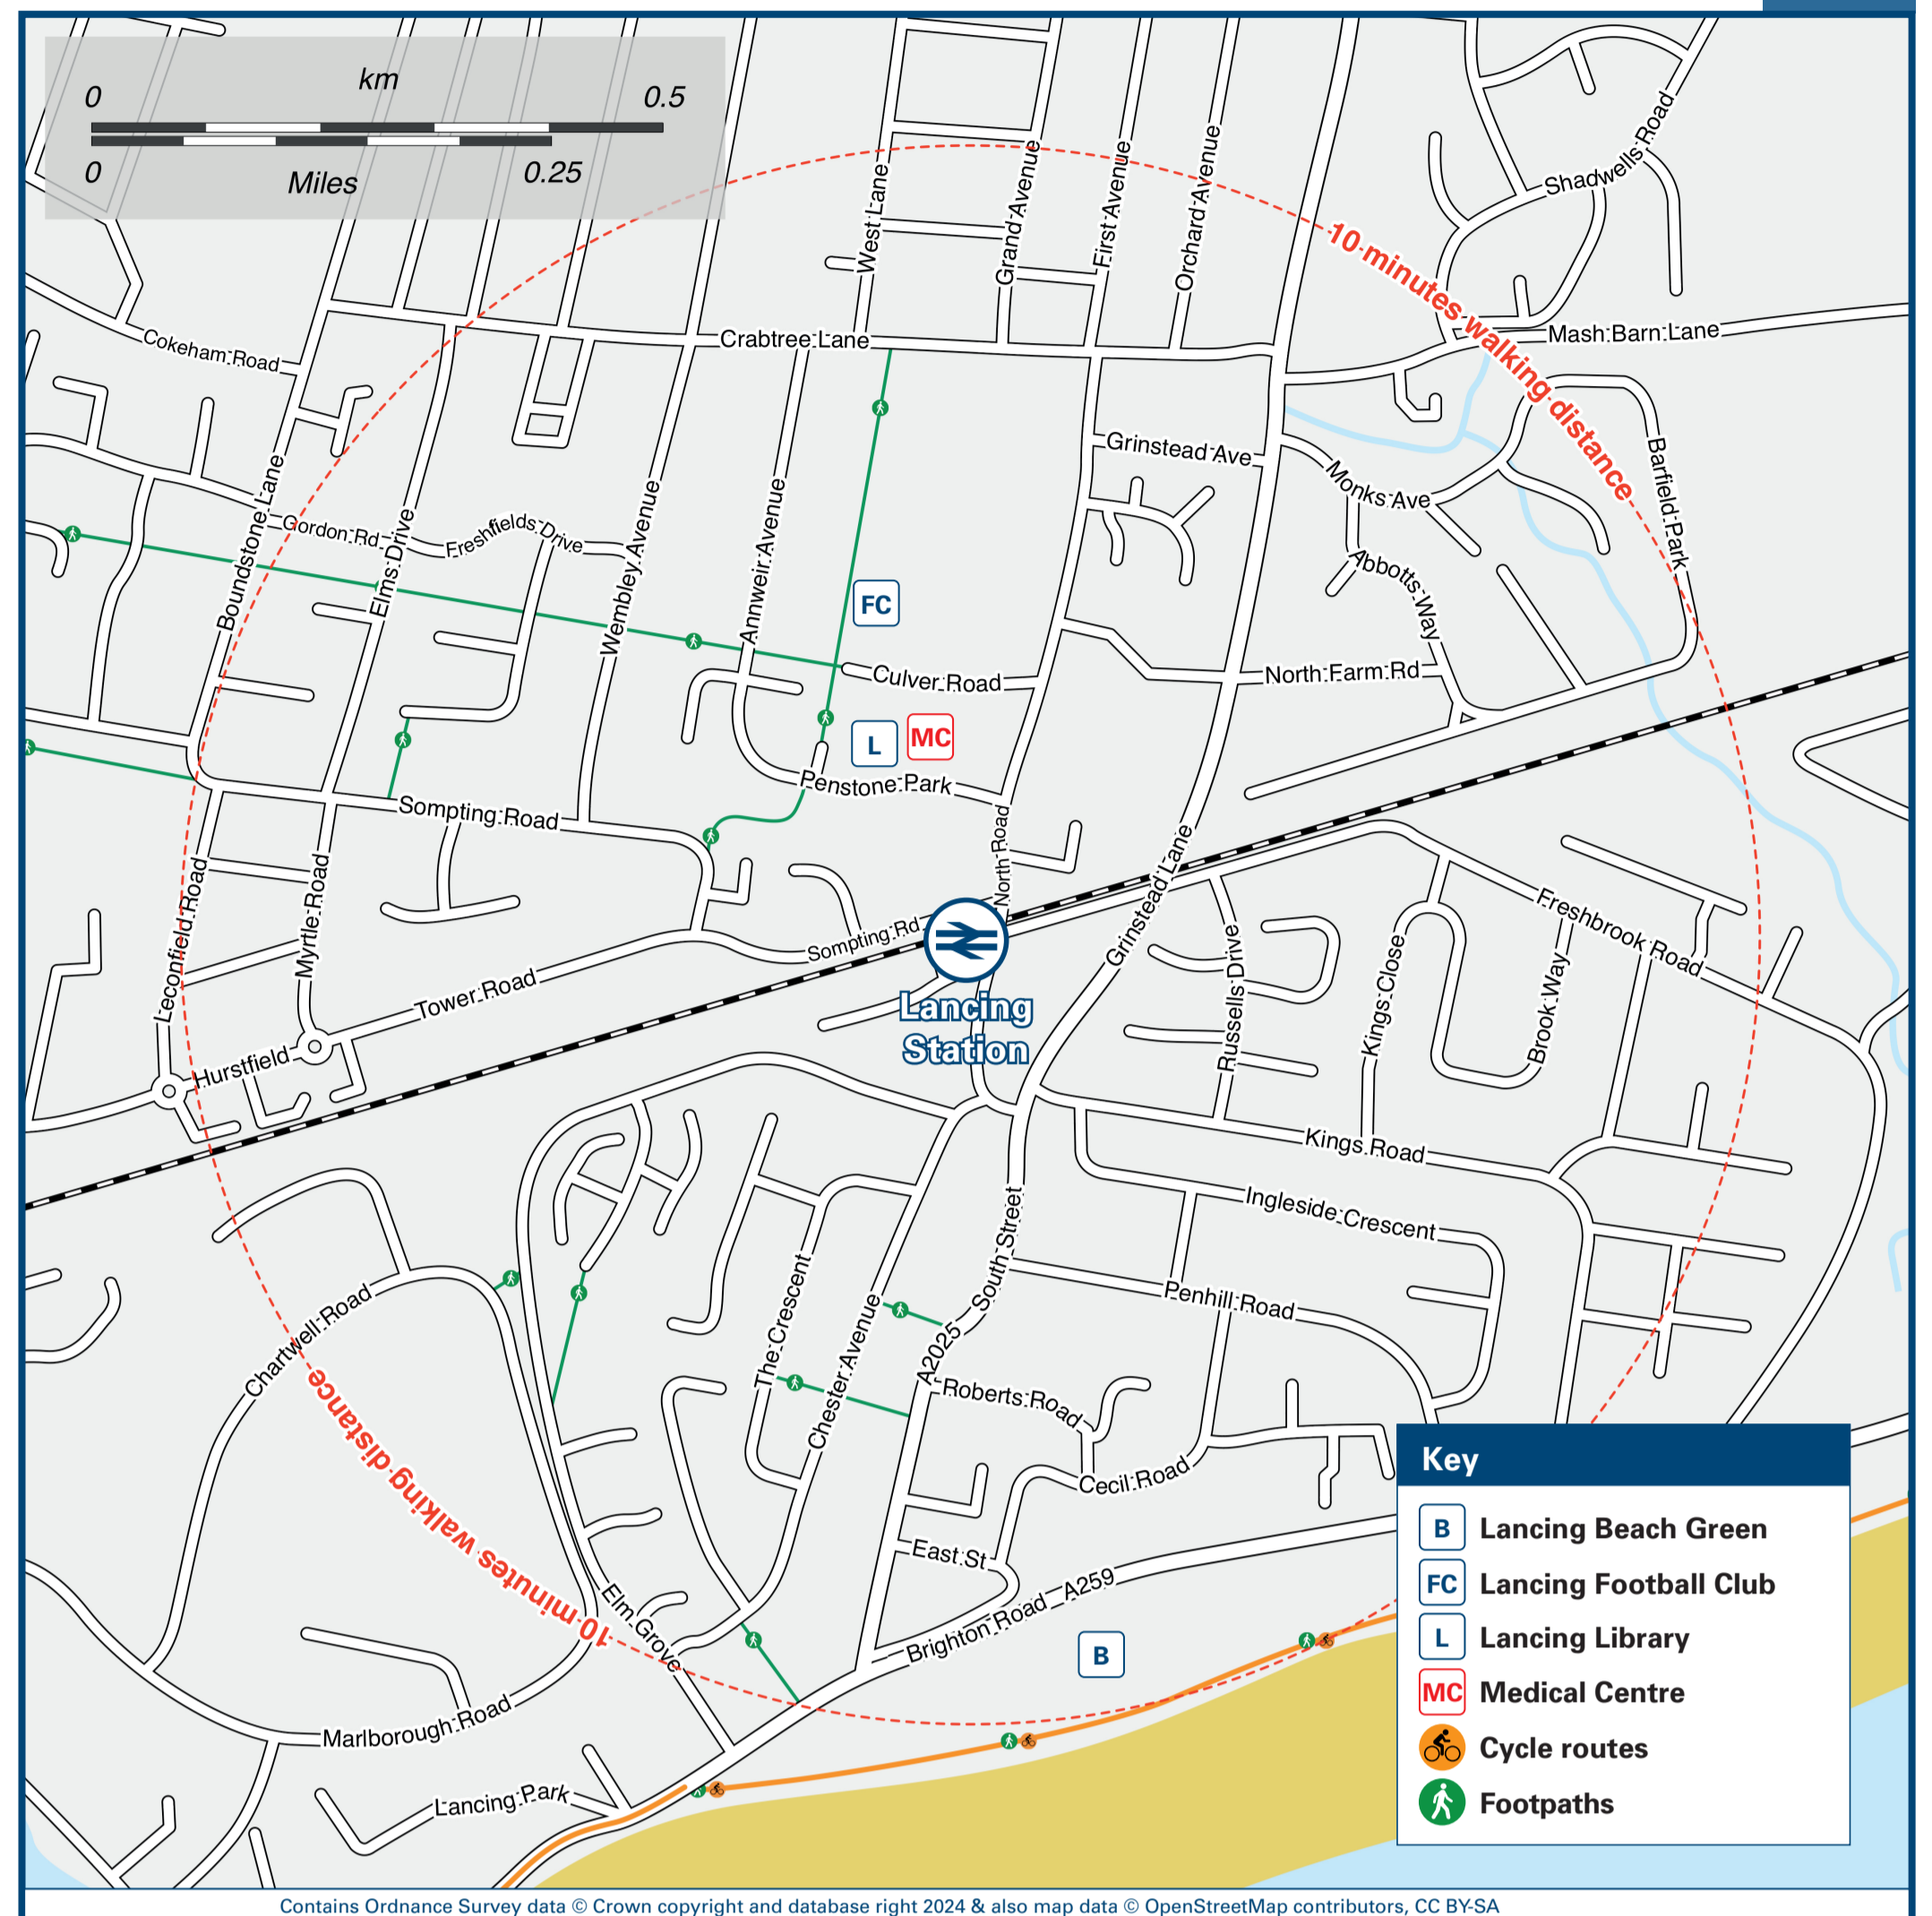 km
0
0.5
0
Miles
0.25
Shadwells Road
West Lane
Grand Avenue
First Avenue
Orchard Avenue
10 minutes walking distance
Mash Barn Lane
Cokeham Road
Crabtree Lane
Grinstead Ave
Monks Ave
Barfield Park
Boundstone Lane
Gordon Rd
Elms Drive
Freshfields Drive
Wembley Avenue
Annweir Avenue
Abbotts Way
FC
Culver Road
North Farm Rd
L
MC
Penstone Park
Sompting Road
North Road
Grinstead Lane
Leconfield Road
Myrtle Road
Sompting Rd
Tower Road
Freshbrook Road
Russells Drive
Kings Close
Brook Way
Lancing
Station
Hurstfield
Kings Road
Ingleside Crescent
South Street
Penhill Road
Chartwell Road
The Crescent
Chester Avenue
A2025
Roberts Road
Cecil Road
10 minutes walking distance
East St
Elm Grove
Brighton Road A259
B
Marlborough Road
Lancing Park
Key
B Lancing Beach Green
FC Lancing Football Club
L Lancing Library
MC Medical Centre
Cycle routes
Footpaths
Contains Ordnance Survey data © Crown copyright and database right 2024 & also map data © OpenStreetMap contributors, CC BY-SA